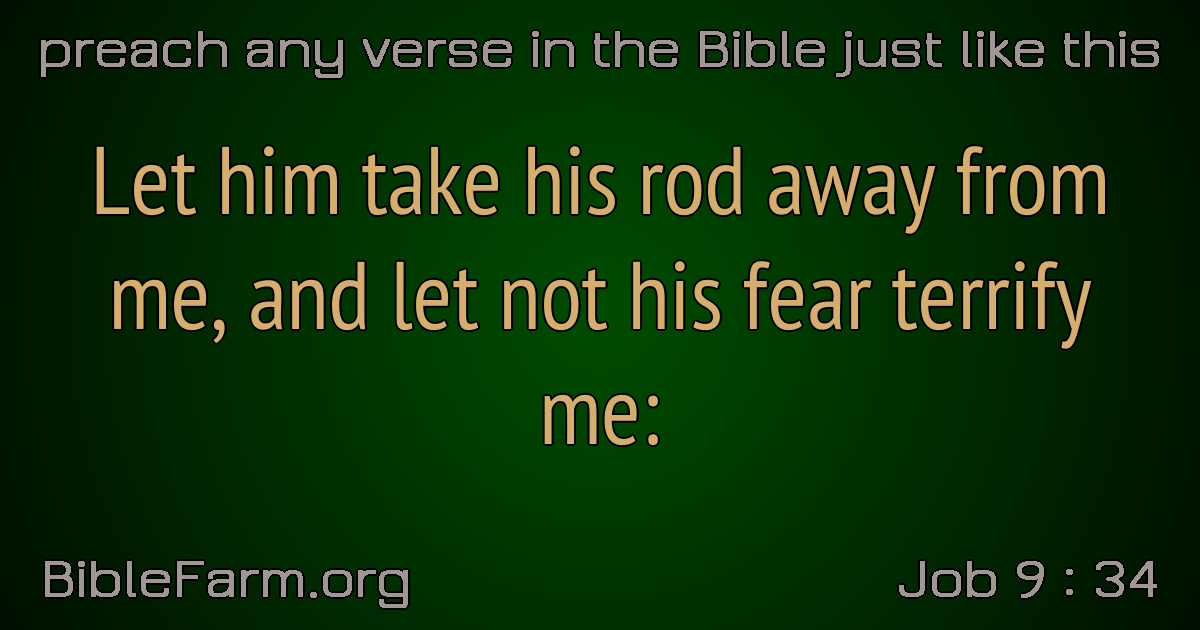 preach any verse in the Bible just like this
Let him take his rod away from
me, and let not his fear terrify
me:
BibleFarm.org
Job 9 : 34